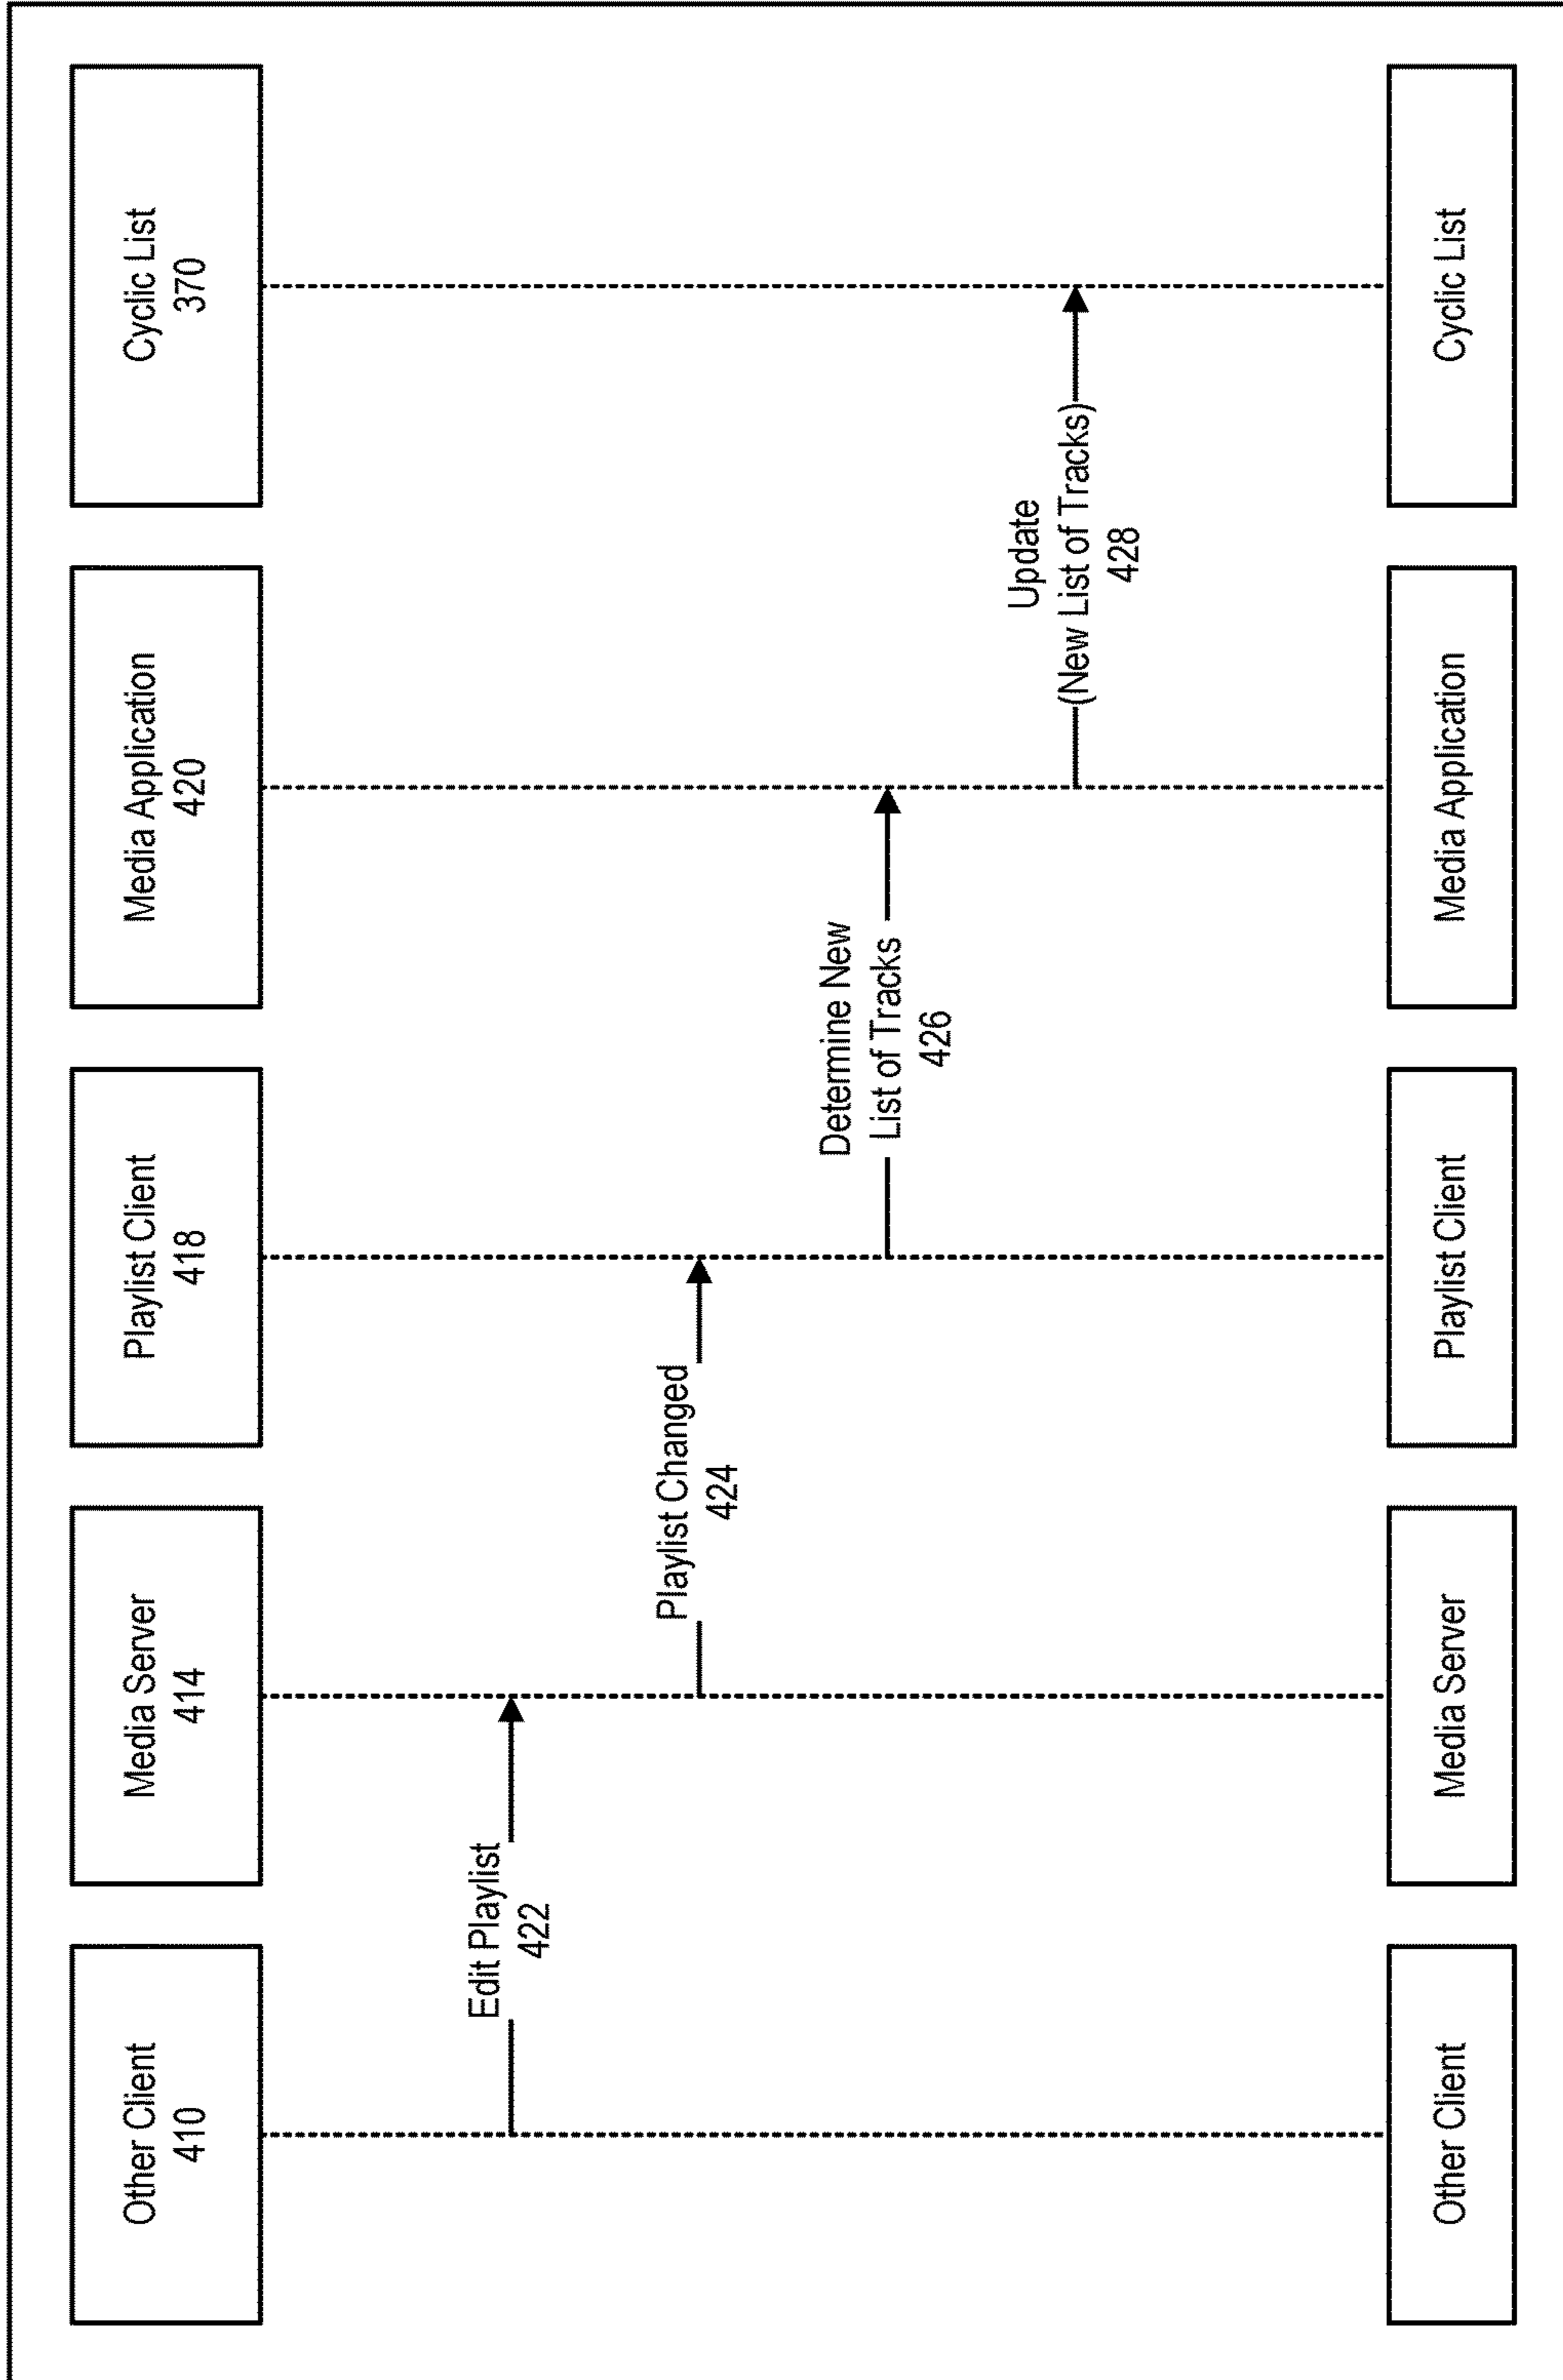 Other Client
410
Media Server
414
Playlist Client
418
Media Application
420
Cyclic List
370
Edit Playlist
422
Playlist Changed
424
Determine New
List of Tracks
426
Update
(New List of Tracks)
428
Other Client
Media Server
Playlist Client
Media Application
Cyclic List